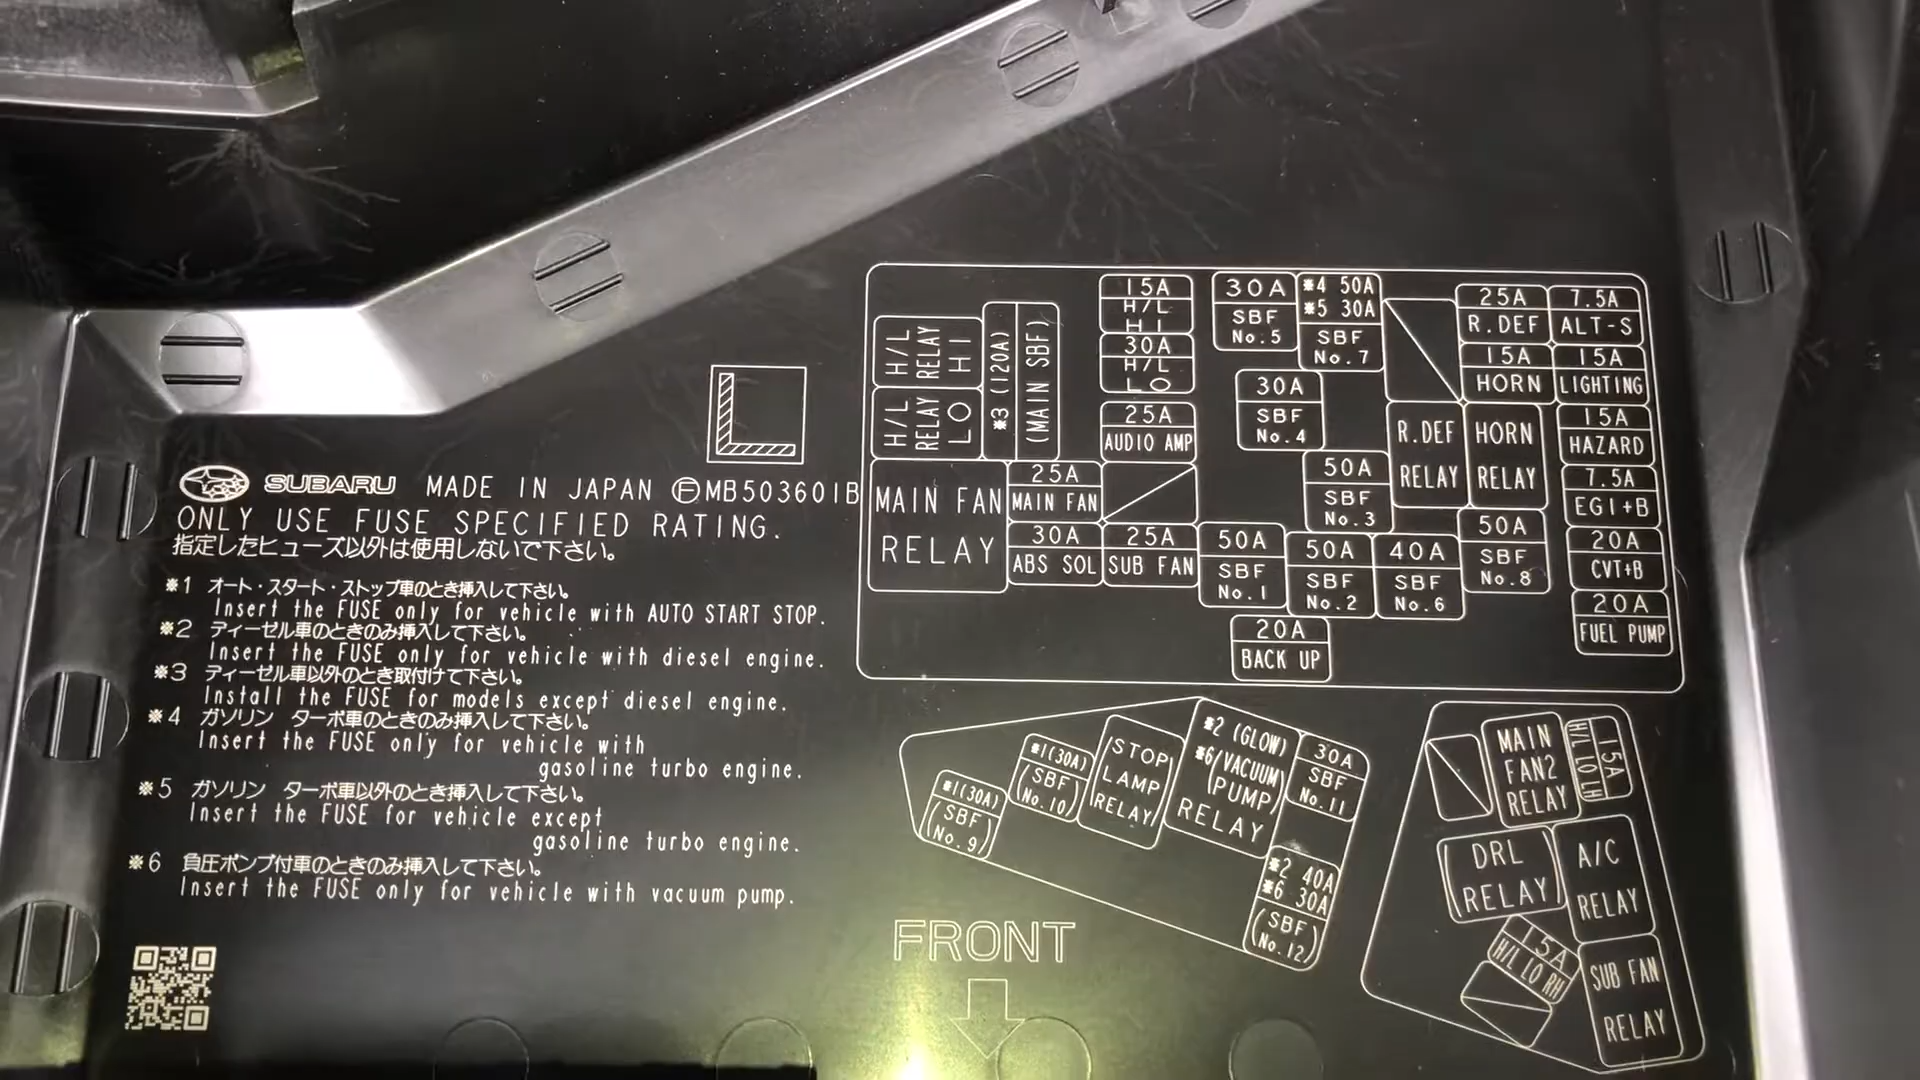 SUBARU MADE IN JAPAN ⒻMB503601B
ONLY USE FUSE SPECIFIED RATING.
指定したヒューズ以外は使用しないで下さい。
※1 オート・スタート・ストップ車のとき挿入して下さい。
Insert the FUSE only for vehicle with AUTO START STOP.
※2 ディーゼル車のときのみ挿入して下さい。
Insert the FUSE only for vehicle with diesel engine.
※3 ディーゼル車以外のとき取付けて下さい。
Install the FUSE for models except diesel engine.
※4 ガソリン ターボ車のときのみ挿入して下さい。
Insert the FUSE only for vehicle with
gasoline turbo engine.
※5 ガソリン ターボ車以外のとき挿入して下さい。
Insert the FUSE for vehicle except
gasoline turbo engine.
※6 負圧ポンプ付車のときのみ挿入して下さい。
Insert the FUSE only for vehicle with vacuum pump.
H/L
RELAY
HI
H/L
RELAY
LO
※3 (120A)
(MAIN SBF)
15A
H/L
HI
30A
H/L
LO
25A
AUDIO AMP
MAIN FAN
RELAY
25A
MAIN FAN
30A
ABS SOL
25A
SUB FAN
30A
SBF
No.5
※4 50A
※5 30A
SBF
No.7
30A
SBF
No.4
50A
SBF
No.3
50A
SBF
No.1
50A
SBF
No.2
40A
SBF
No.6
50A
SBF
No.8
20A
BACK UP
R.DEF
RELAY
HORN
RELAY
25A
R.DEF
15A
HORN
7.5A
ALT-S
15A
LIGHTING
15A
HAZARD
7.5A
EGI+B
20A
CVT+B
20A
FUEL PUMP
※1(30A)
(SBF
No.9)
※1(30A)
(SBF
No.10)
STOP
LAMP
RELAY
※2 (GLOW)
※6(VACUUM
PUMP)
RELAY
30A
SBF
No.11
※2 40A
※6 30A
(SBF
No.12)
MAIN
FAN2
RELAY
15A
H/L LO LH
DRL
RELAY
A/C
RELAY
15A
H/L LO RH
SUB FAN
RELAY
FRONT